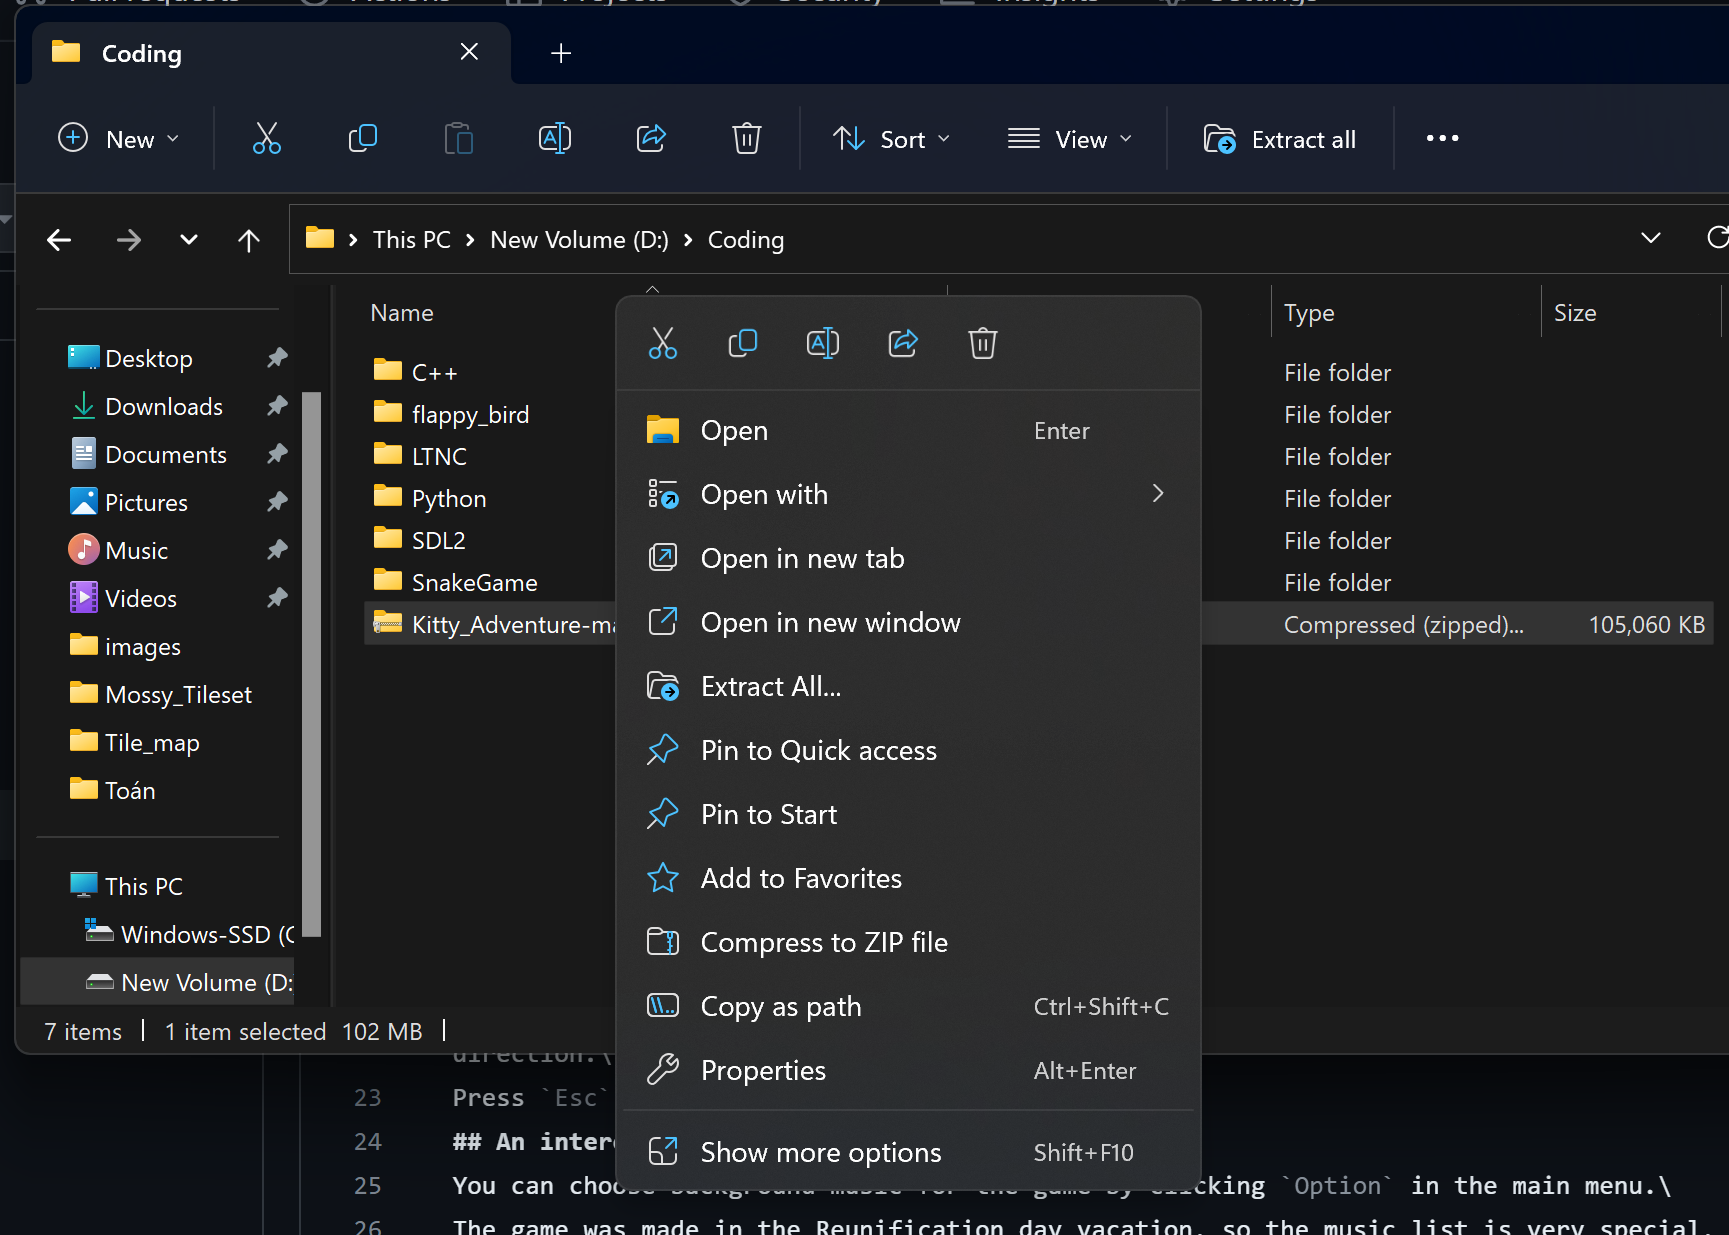 Coding
New
Sort
View
Extract all
This PC
New Volume (D:)
Coding
Name
Type
Size
Desktop
Downloads
Documents
Pictures
Music
Videos
images
Mossy_Tileset
Tile_map
Toán
This PC
Windows-SSD (C
New Volume (D:
C++ File folder
flappy_bird File folder
LTNC File folder
Python File folder
SDL2 File folder
SnakeGame File folder
Kitty_Adventure-ma Compressed (zipped)... 105,060 KB
Open Enter
Open with
Open in new tab
Open in new window
Extract All...
Pin to Quick access
Pin to Start
Add to Favorites
Compress to ZIP file
Copy as path Ctrl+Shift+C
Properties Alt+Enter
Show more options Shift+F10
7 items 1 item selected 102 MB
direction.\
23 Press `Esc`
24 ## An inter
25 You can choose background music for the game by clicking `Option` in the main menu.\
26 The game was made in the Reunification day vacation, so the music list is very special.